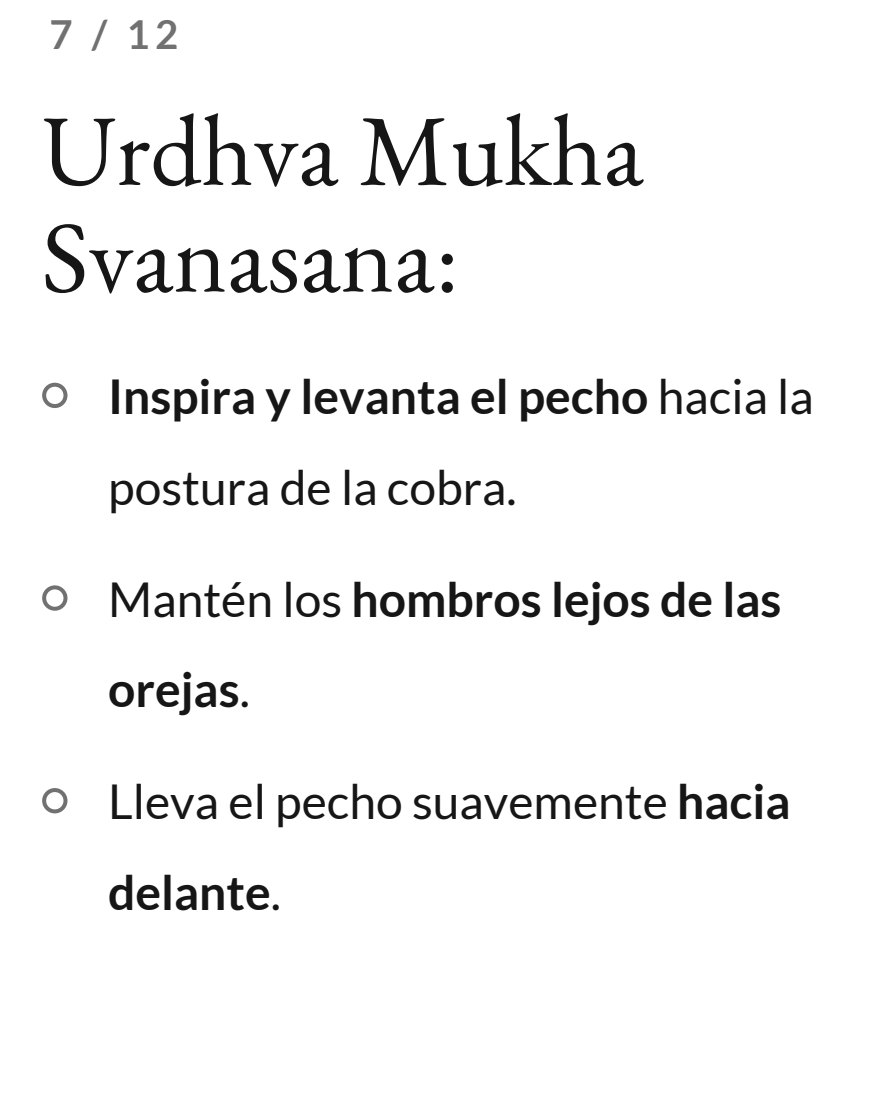 7 / 12
Urdhva Mukha
Svanasana:
Inspira y levanta el pecho hacia la
postura de la cobra.
Mantén los hombros lejos de las
orejas.
Lleva el pecho suavemente hacia
delante.